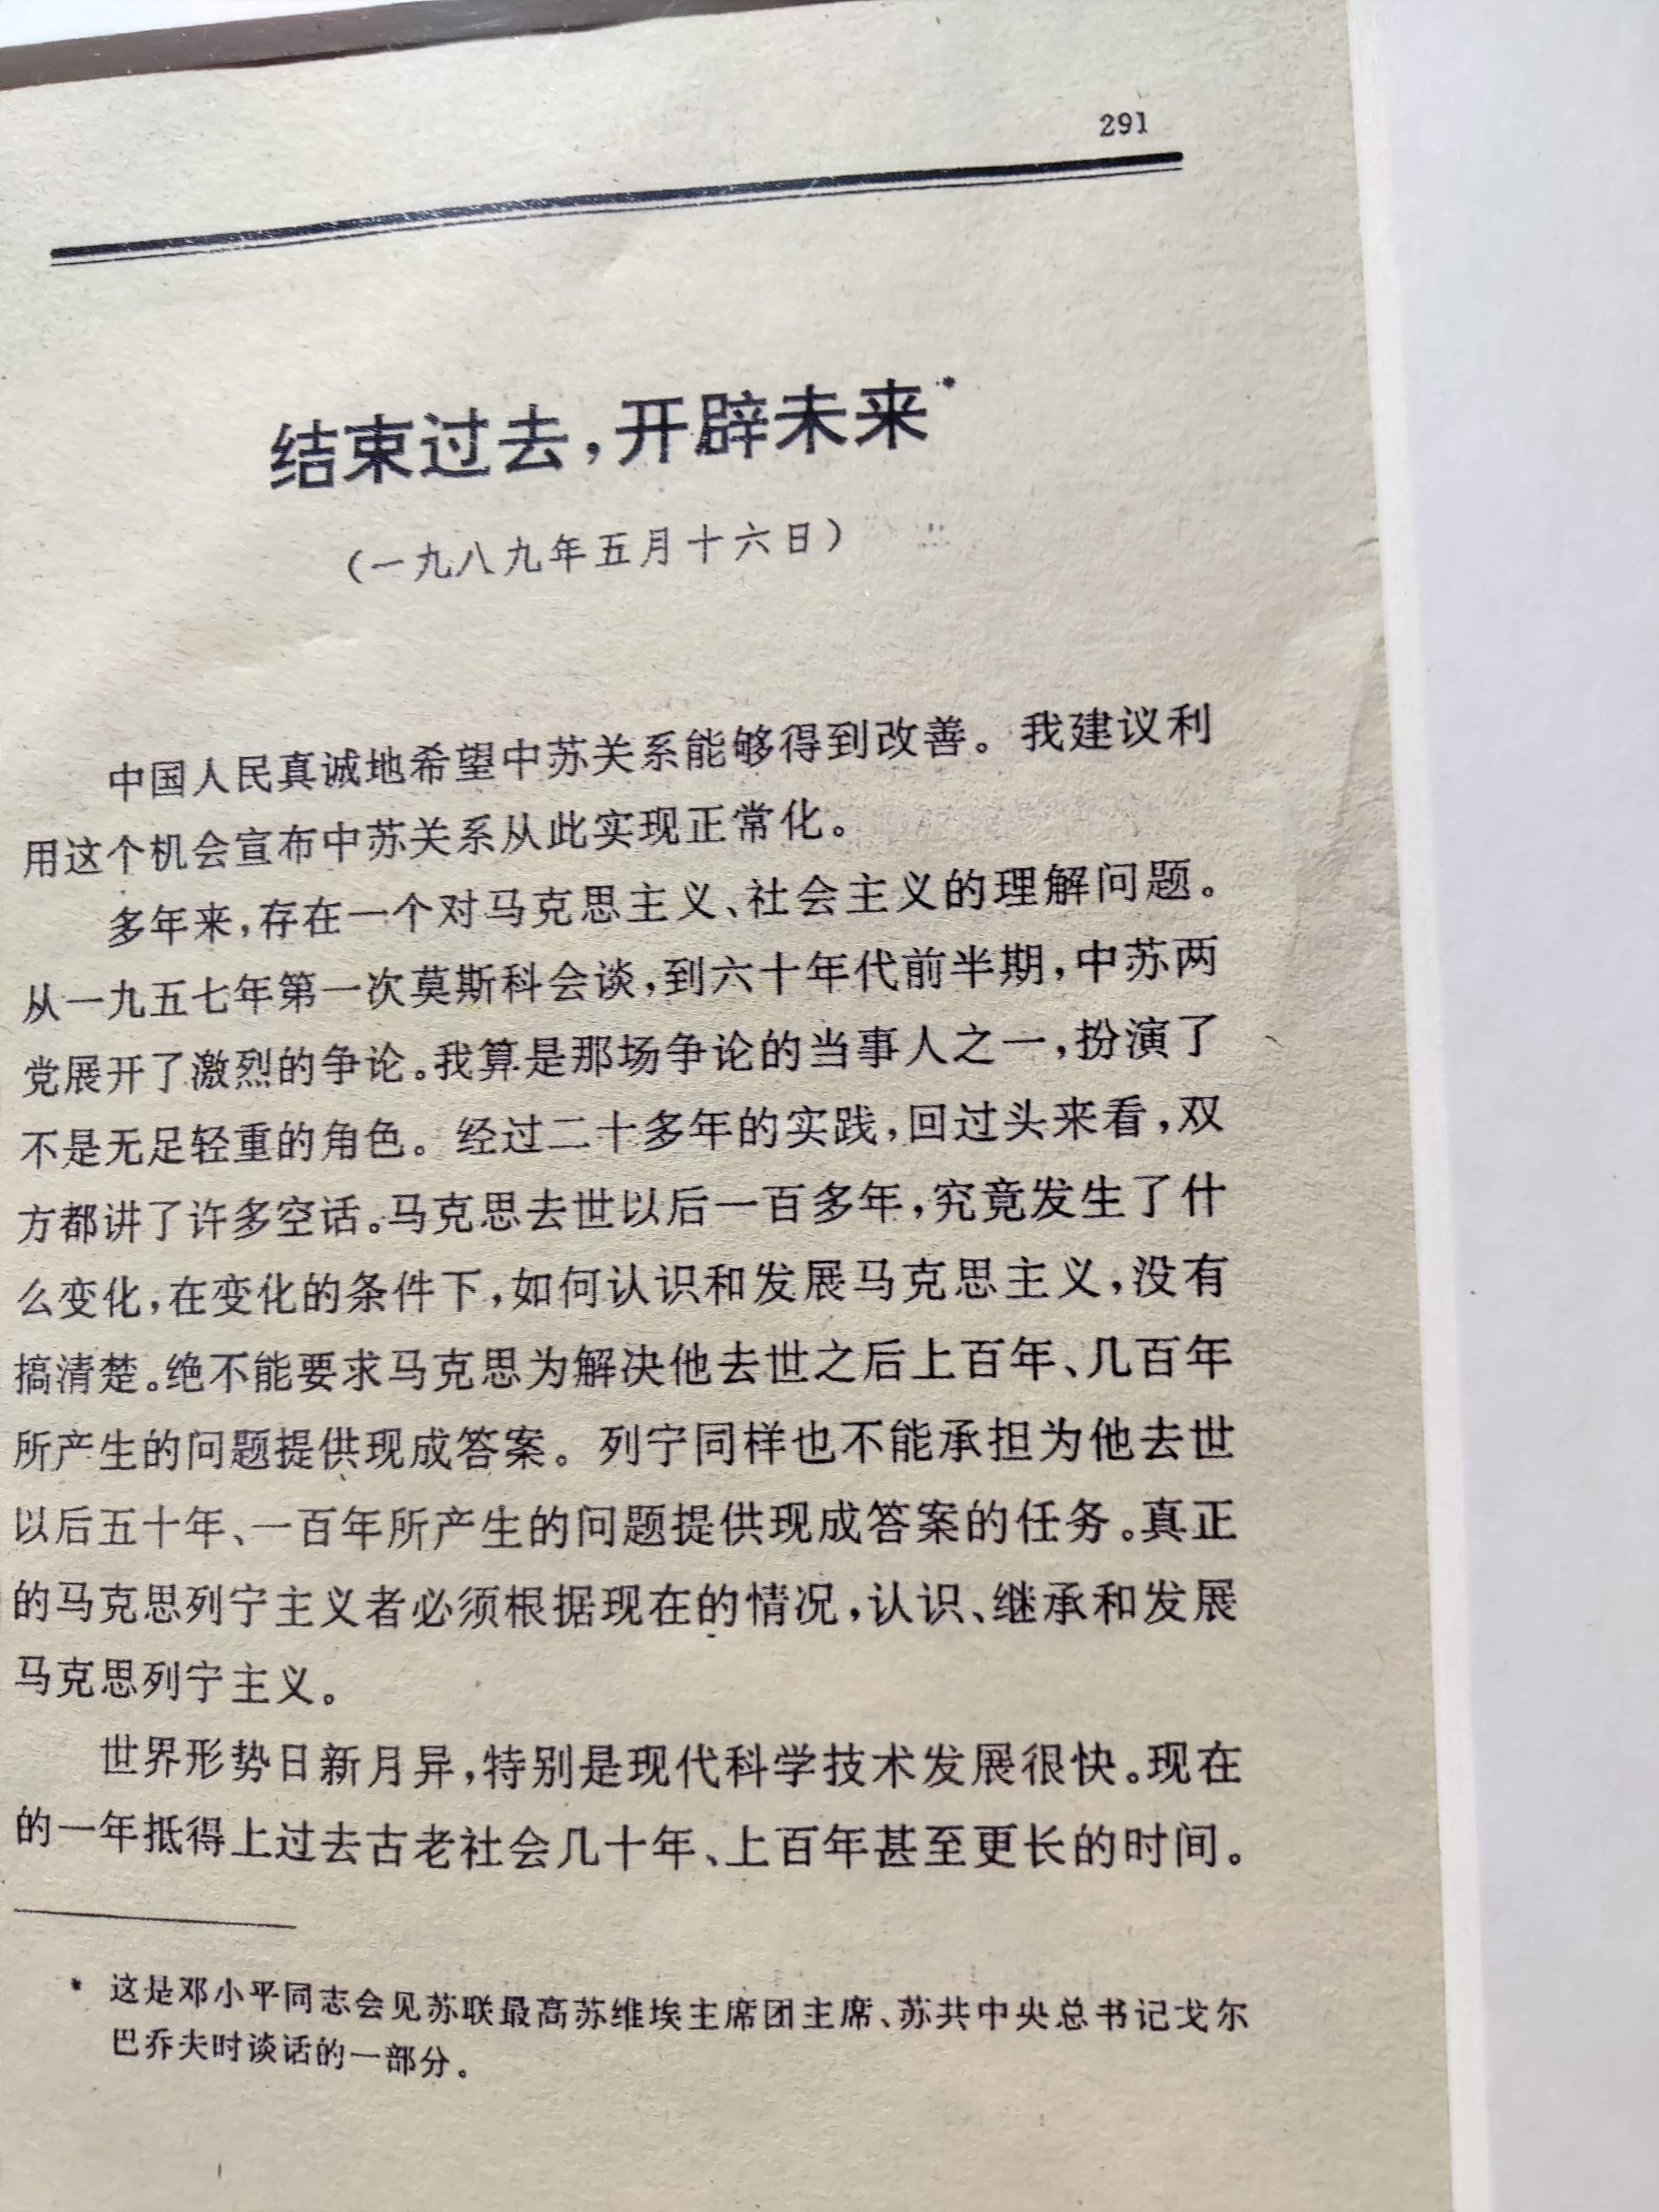 291
结束过去，开辟未来*
（一九八九年五月十六日）
中国人民真诚地希望中苏关系能够得到改善。我建议利
用这个机会宣布中苏关系从此实现正常化。
多年来，存在一个对马克思主义、社会主义的理解问题。
从一九五七年第一次莫斯科会谈，到六十年代前半期，中苏两
党展开了激烈的争论。我算是那场争论的当事人之一，扮演了
不是无足轻重的角色。经过二十多年的实践，回过头来看，双
方都讲了许多空话。马克思去世以后一百多年，究竟发生了什
么变化，在变化的条件下，如何认识和发展马克思主义，没有
搞清楚。绝不能要求马克思为解决他去世之后上百年、几百年
所产生的问题提供现成答案。列宁同样也不能承担为他去世
以后五十年、一百年所产生的问题提供现成答案的任务。真正
的马克思列宁主义者必须根据现在的情况，认识、继承和发展
马克思列宁主义。
世界形势日新月异，特别是现代科学技术发展很快。现在
的一年抵得上过去古老社会几十年、上百年甚至更长的时间。
* 这是邓小平同志会见苏联最高苏维埃主席团主席、苏共中央总书记戈尔
巴乔夫时谈话的一部分。